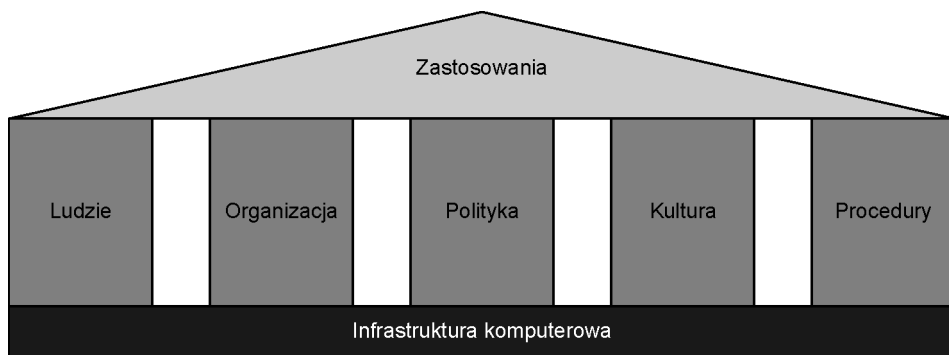 Zastosowania
Ludzie
Organizacja
Polityka
Kultura
Procedury
Infrastruktura komputerowa